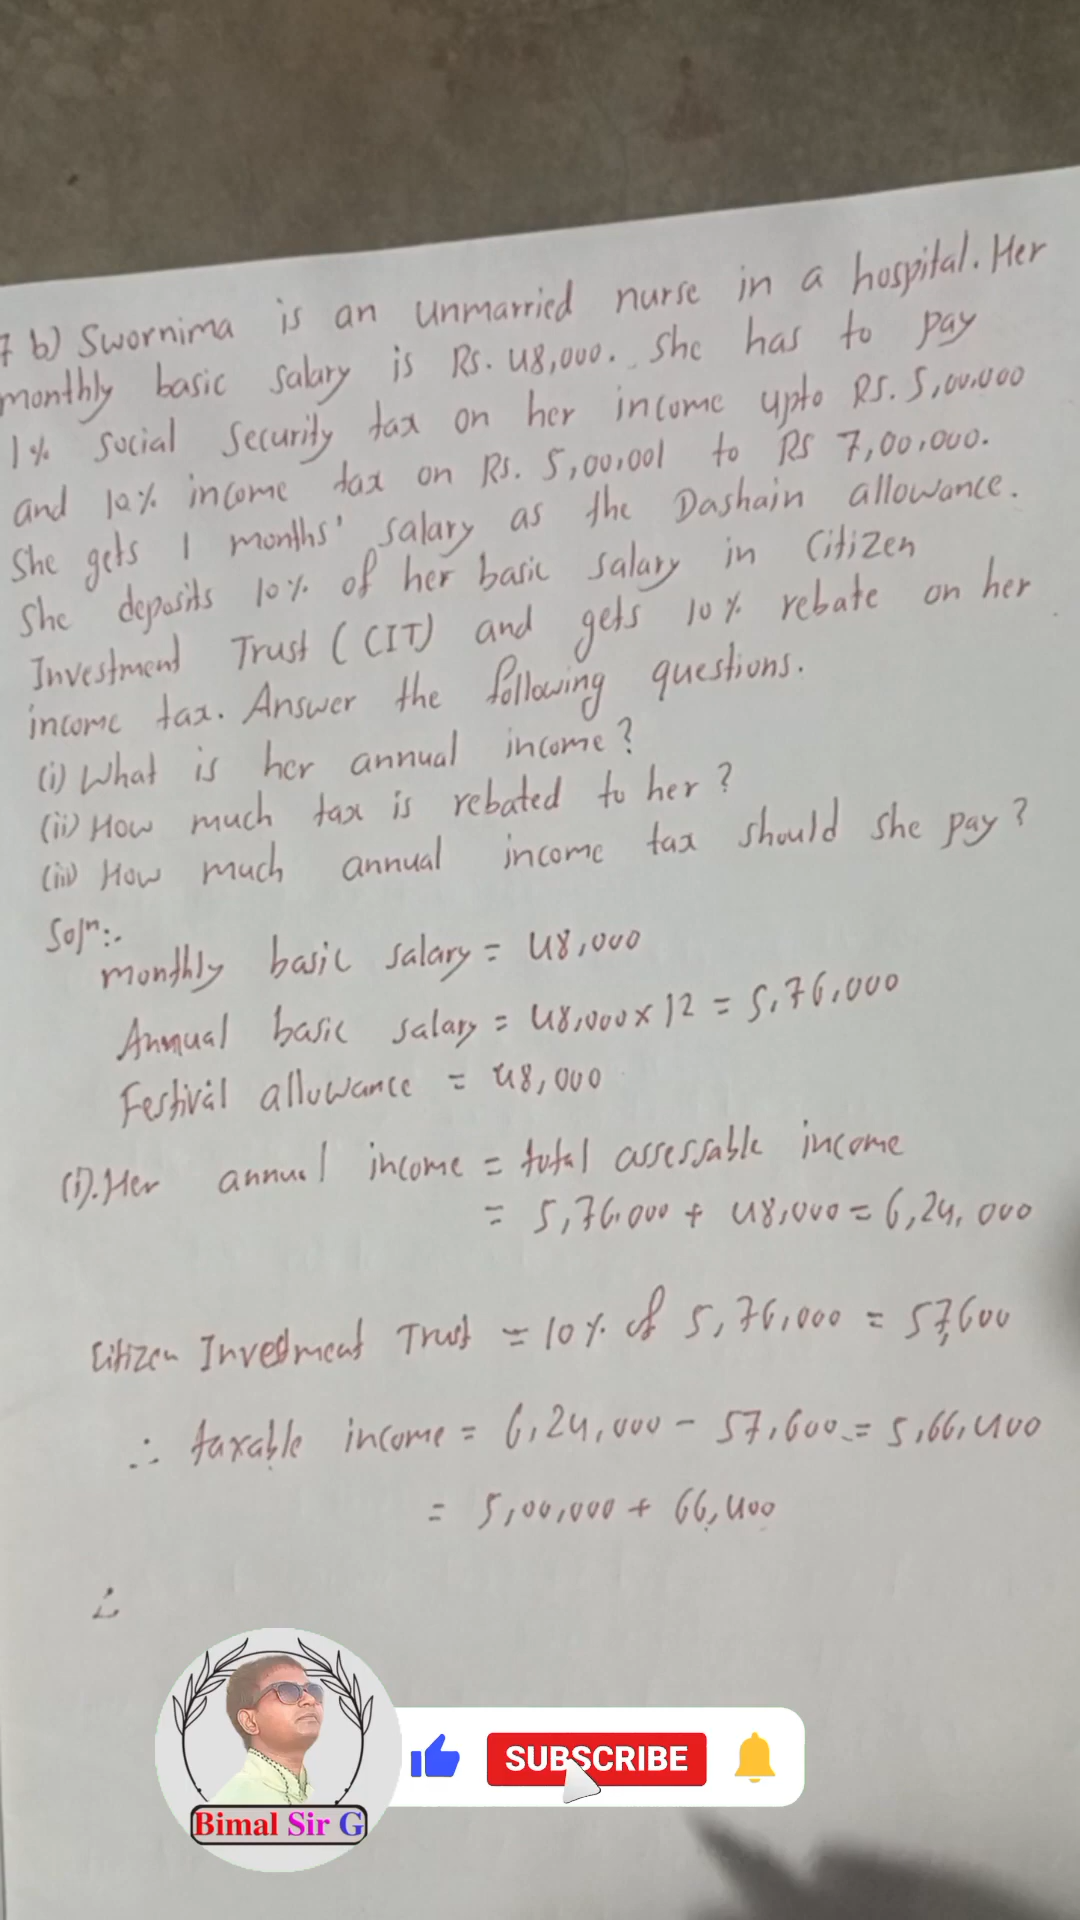 7 b) Swornima is an unmarried nurse in a hospital. Her
monthly basic salary is Rs. 48,000. She has to pay
1% Social Security tax on her income upto Rs. 5,00,000
and 10% income tax on Rs. 5,00,001 to Rs 7,00,000.
She gets 1 months' salary as the Dashain allowance.
She deposits 10% of her basic salary in Citizen
Investment Trust (CIT) and gets 10% rebate on her
income tax. Answer the following questions.
(i) What is her annual income?
(ii) How much tax is rebated to her?
(iii) How much annual income tax should she pay?
Solⁿ:-
monthly basic salary = 48,000
Annual basic salary = 48,000 × 12 = 5,76,000
Festival allowance = 48,000
(i). Her annual income = total assessable income
= 5,76,000 + 48,000 = 6,24,000
Citizen Investment Trust = 10% of 5,76,000 = 57,600
∴ taxable income = 6,24,000 - 57,600 = 5,66,400
= 5,00,000 + 66,400
SUBSCRIBE
Bimal Sir G